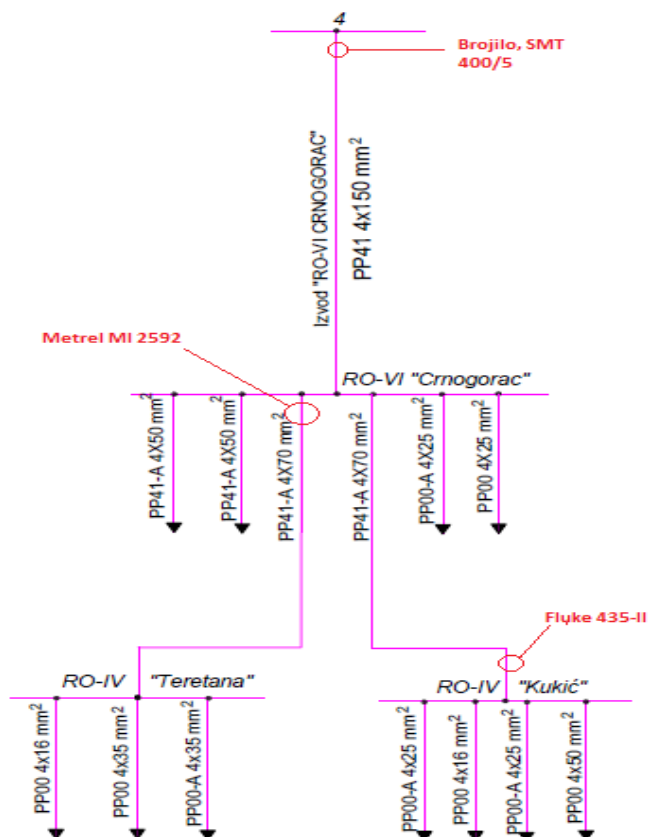 4
Brojilo, SMT
400/5
Izvod "RO-VI CRNOGORAC"
PP41 4x150 mm²
Metrel MI 2592
RO-VI "Crnogorac"
PP41-A 4X50 mm²
PP41-A 4X50 mm²
PP41-A 4X70 mm²
PP41-A 4X70 mm²
PP00-A 4X25 mm²
PP00 4X25 mm²
Fluke 435-II
RO-IV "Teretana"
RO-IV "Kukić"
PP00 4x16 mm²
PP00 4x35 mm²
PP00-A 4x35 mm²
PP00-A 4x25 mm²
PP00 4x16 mm²
PP00-A 4x25 mm²
PP00 4x50 mm²